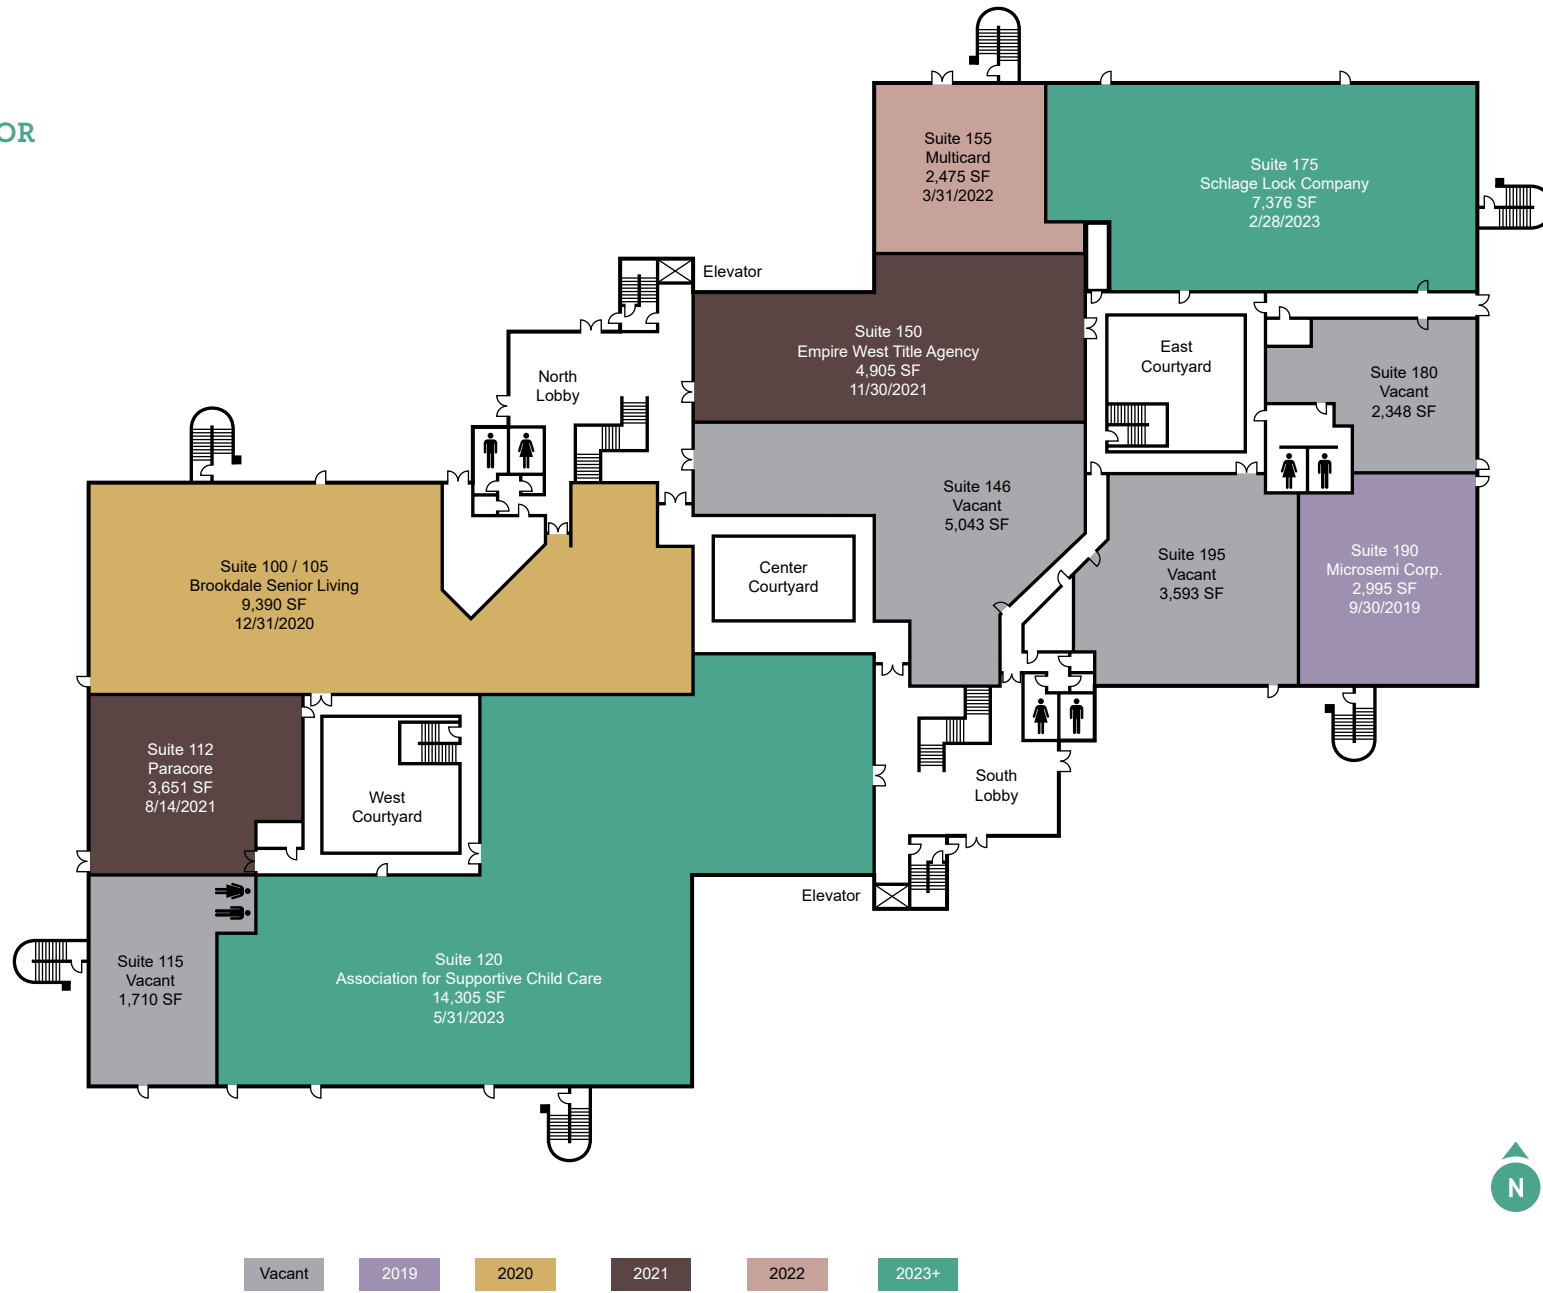 OR
Suite 155
Multicard
2,475 SF
3/31/2022
Suite 175
Schlage Lock Company
7,376 SF
2/28/2023
Elevator
Suite 150
Empire West Title Agency
4,905 SF
11/30/2021
East
Courtyard
Suite 180
Vacant
2,348 SF
North
Lobby
Suite 146
Vacant
5,043 SF
Suite 100 / 105
Brookdale Senior Living
9,390 SF
12/31/2020
Center
Courtyard
Suite 195
Vacant
3,593 SF
Suite 190
Microsemi Corp.
2,995 SF
9/30/2019
Suite 112
Paracore
3,651 SF
8/14/2021
West
Courtyard
South
Lobby
Elevator
Suite 115
Vacant
1,710 SF
Suite 120
Association for Supportive Child Care
14,305 SF
5/31/2023
N
Vacant
2019
2020
2021
2022
2023+